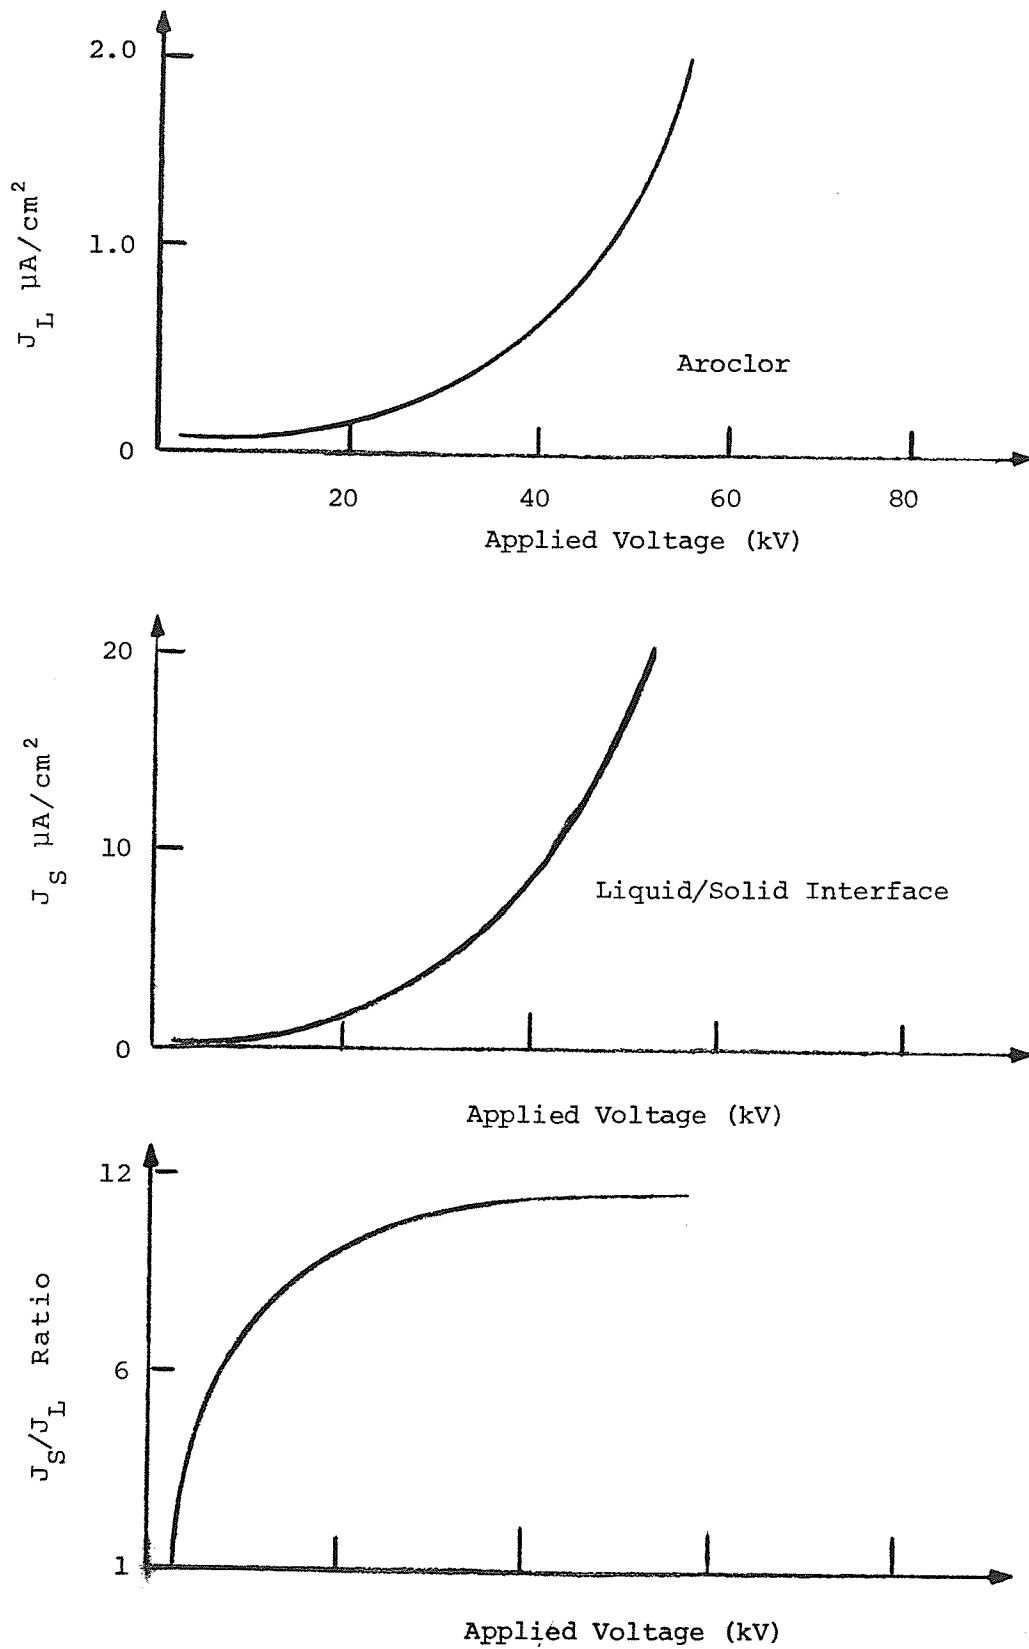 2.0
1.0
0
J_L µA/cm²
Aroclor
20 40 60 80
Applied Voltage (kV)
20
10
0
J_S µA/cm²
Liquid/Solid Interface
Applied Voltage (kV)
12
6
1
J_S/J_L Ratio
Applied Voltage (kV)